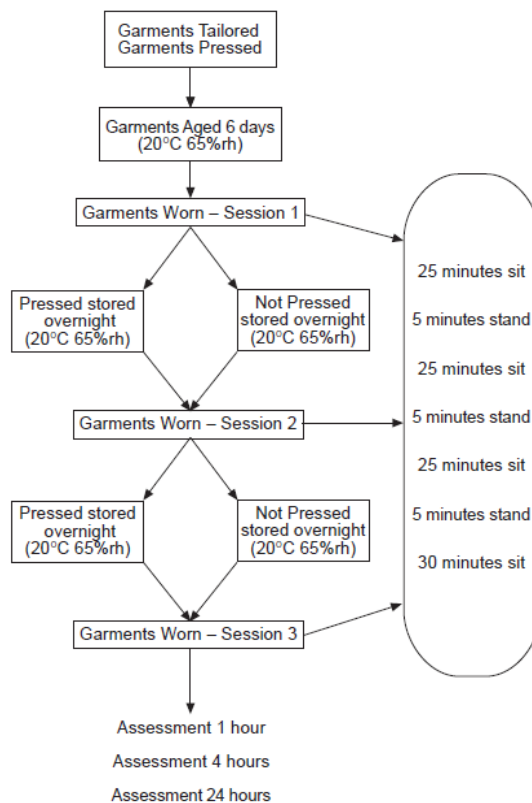 Garments Tailored
Garments Pressed
Garments Aged 6 days
(20°C 65%rh)
Garments Worn – Session 1
Pressed stored
overnight
(20°C 65%rh)
Not Pressed
stored overnight
(20°C 65%rh)
Garments Worn – Session 2
Pressed stored
overnight
(20°C 65%rh)
Not Pressed
stored overnight
(20°C 65%rh)
Garments Worn – Session 3
Assessment 1 hour
Assessment 4 hours
Assessment 24 hours
25 minutes sit
5 minutes stand
25 minutes sit
5 minutes stand
25 minutes sit
5 minutes stand
30 minutes sit